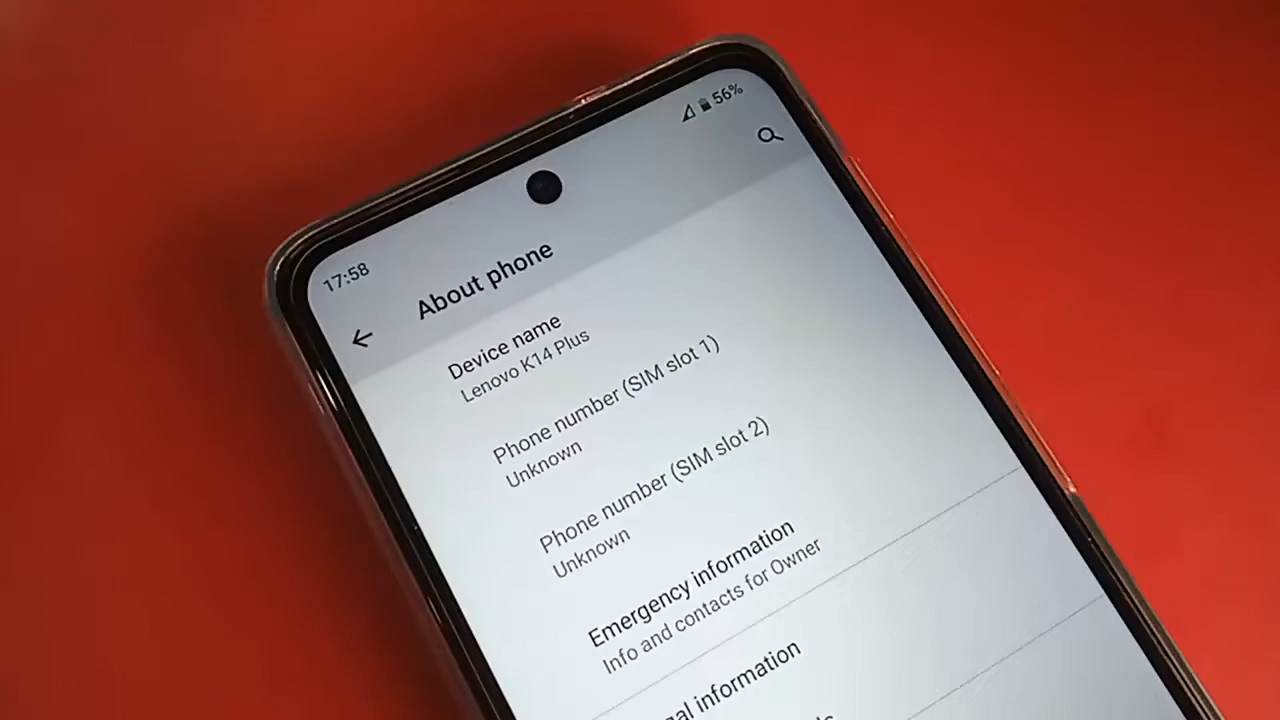 17:58
56%
About phone
Device name
Lenovo K14 Plus
Phone number (SIM slot 1)
Unknown
Phone number (SIM slot 2)
Unknown
Emergency information
Info and contacts for Owner
information